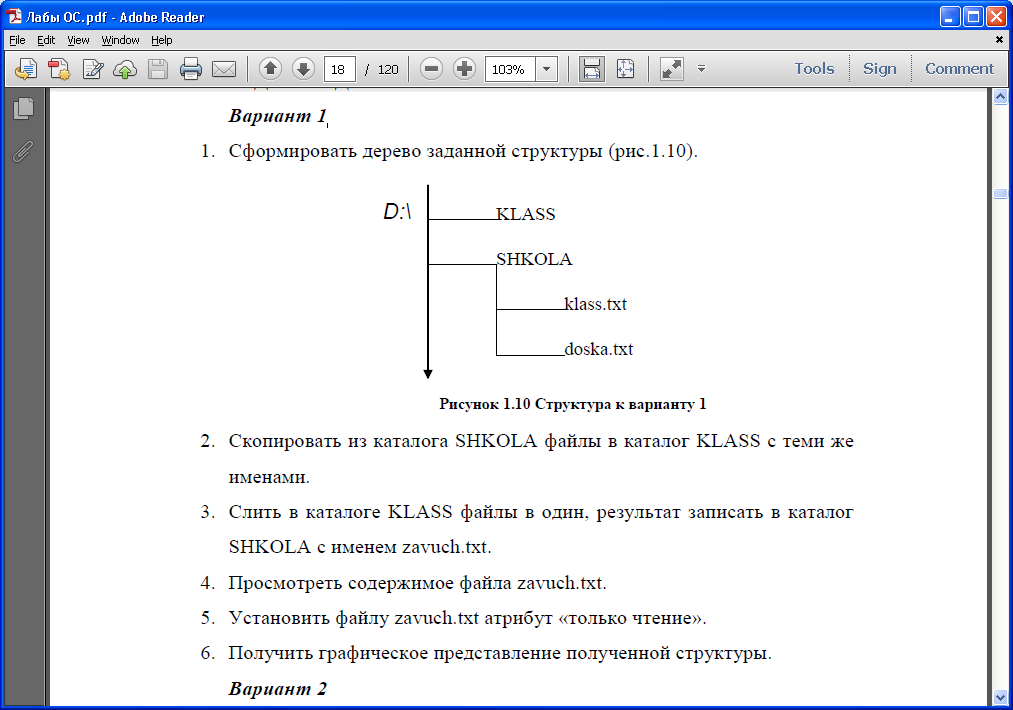 Лабы ОС.pdf - Adobe Reader
File Edit View Window Help
18 / 120 103% Tools Sign Comment
Вариант 1
1. Сформировать дерево заданной структуры (рис.1.10).
D:\ KLASS
SHKOLA
klass.txt
doska.txt
Рисунок 1.10 Структура к варианту 1
2. Скопировать из каталога SHKOLA файлы в каталог KLASS с теми же
именами.
3. Слить в каталоге KLASS файлы в один, результат записать в каталог
SHKOLA с именем zavuch.txt.
4. Просмотреть содержимое файла zavuch.txt.
5. Установить файлу zavuch.txt атрибут «только чтение».
6. Получить графическое представление полученной структуры.
Вариант 2